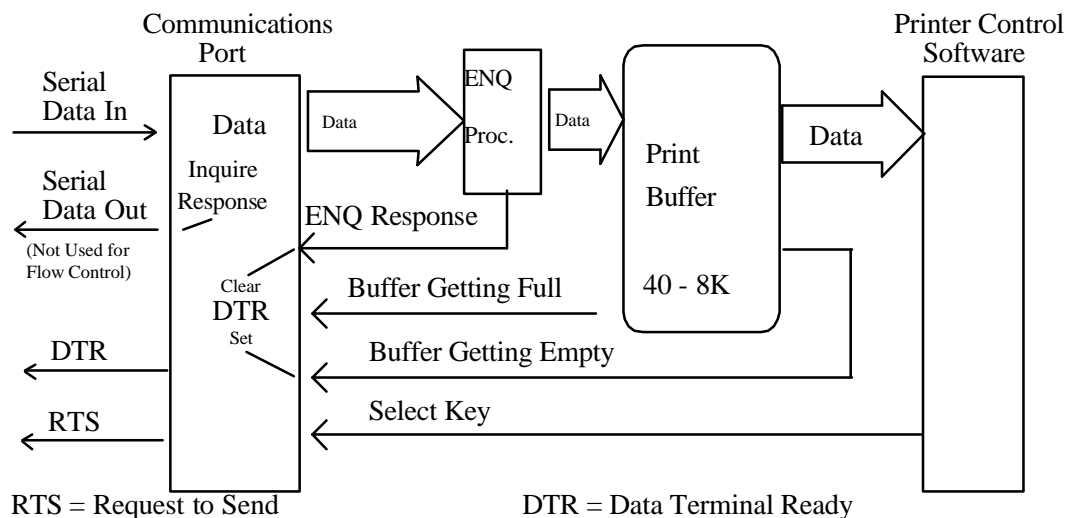 Communications
Port
Printer Control
Software
Serial
Data In
Data
Data
ENQ
Proc.
Data
Print
Buffer
40 - 8K
Data
Inquire
Response
Serial
Data Out
(Not Used for
Flow Control)
ENQ Response
Clear
DTR
Set
Buffer Getting Full
Buffer Getting Empty
DTR
Select Key
RTS
RTS = Request to Send
DTR = Data Terminal Ready